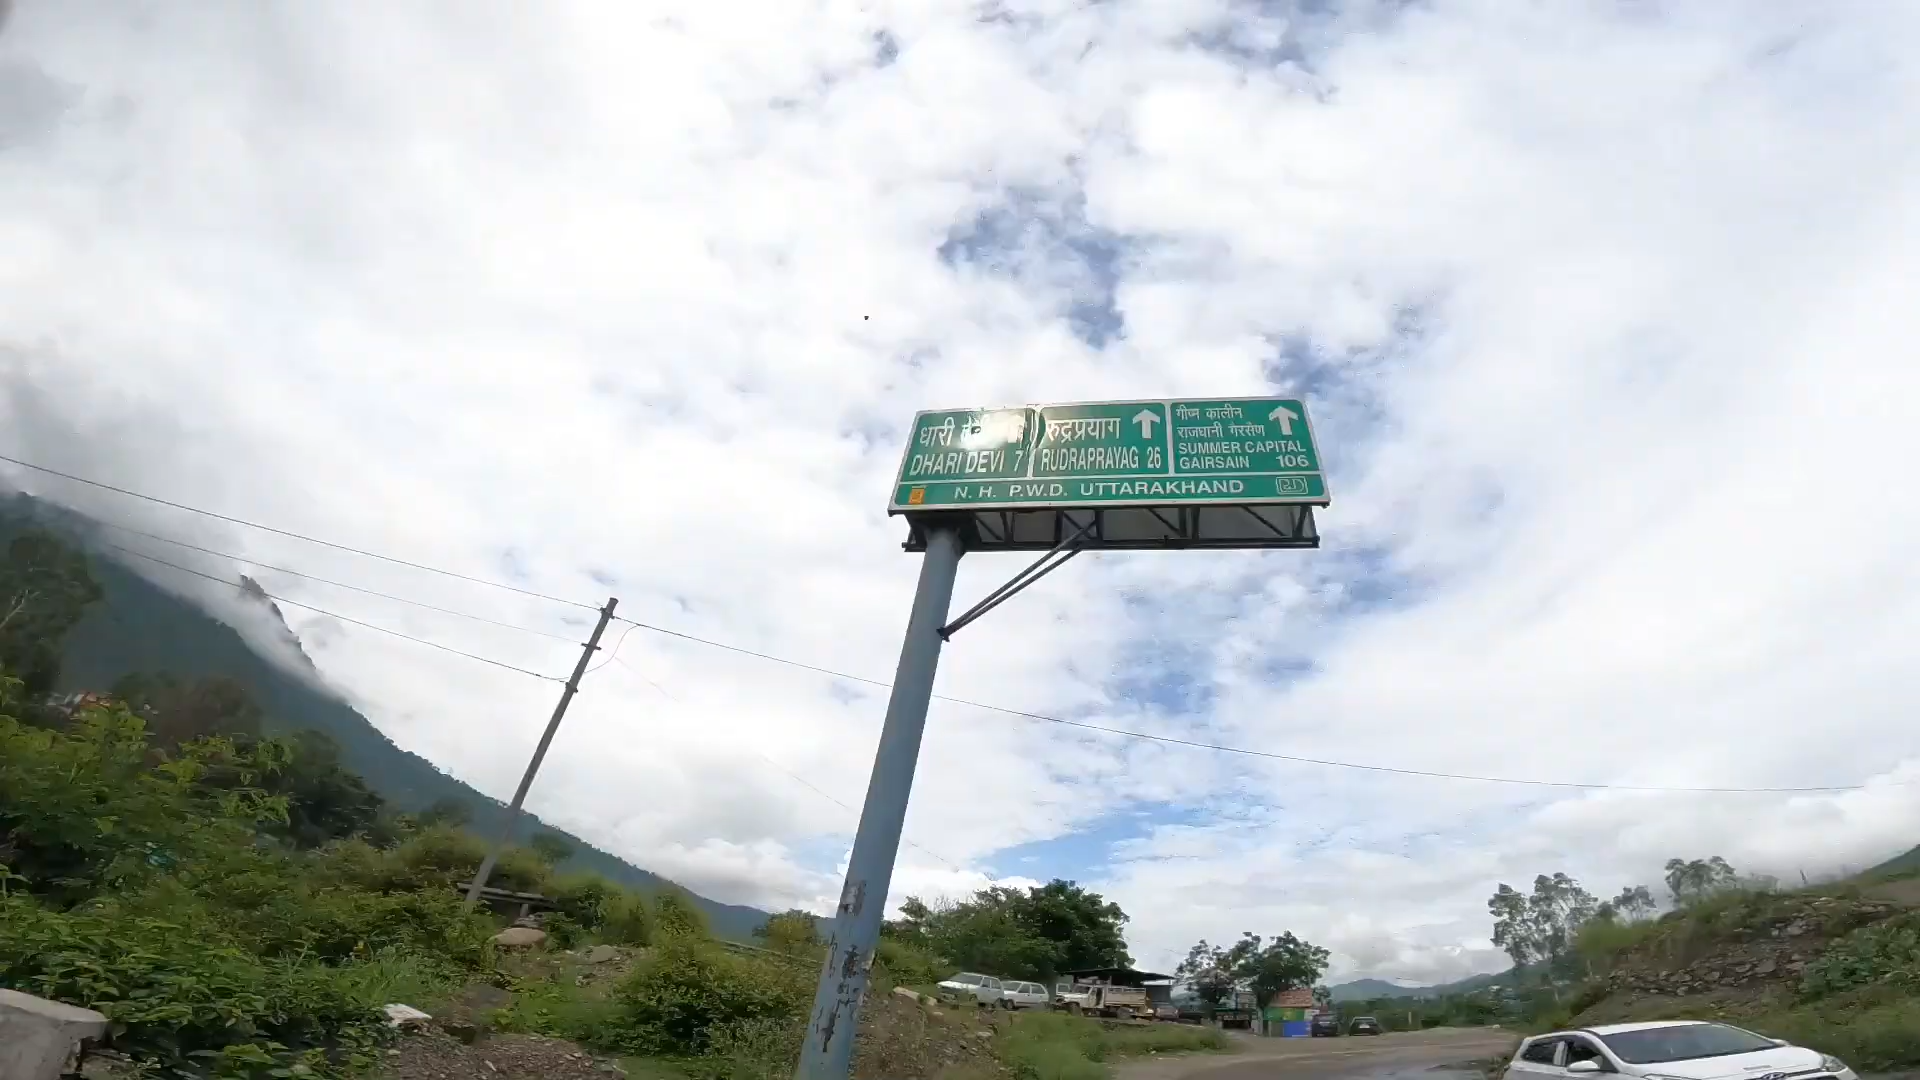 धारी
DHARI DEVI 7
रुद्रप्रयाग
RUDRAPRAYAG 26
गीष्म कालीन
राजधानी गैरसैण
SUMMER CAPITAL
GAIRSAIN 106
N. H. P.W.D. UTTARAKHAND